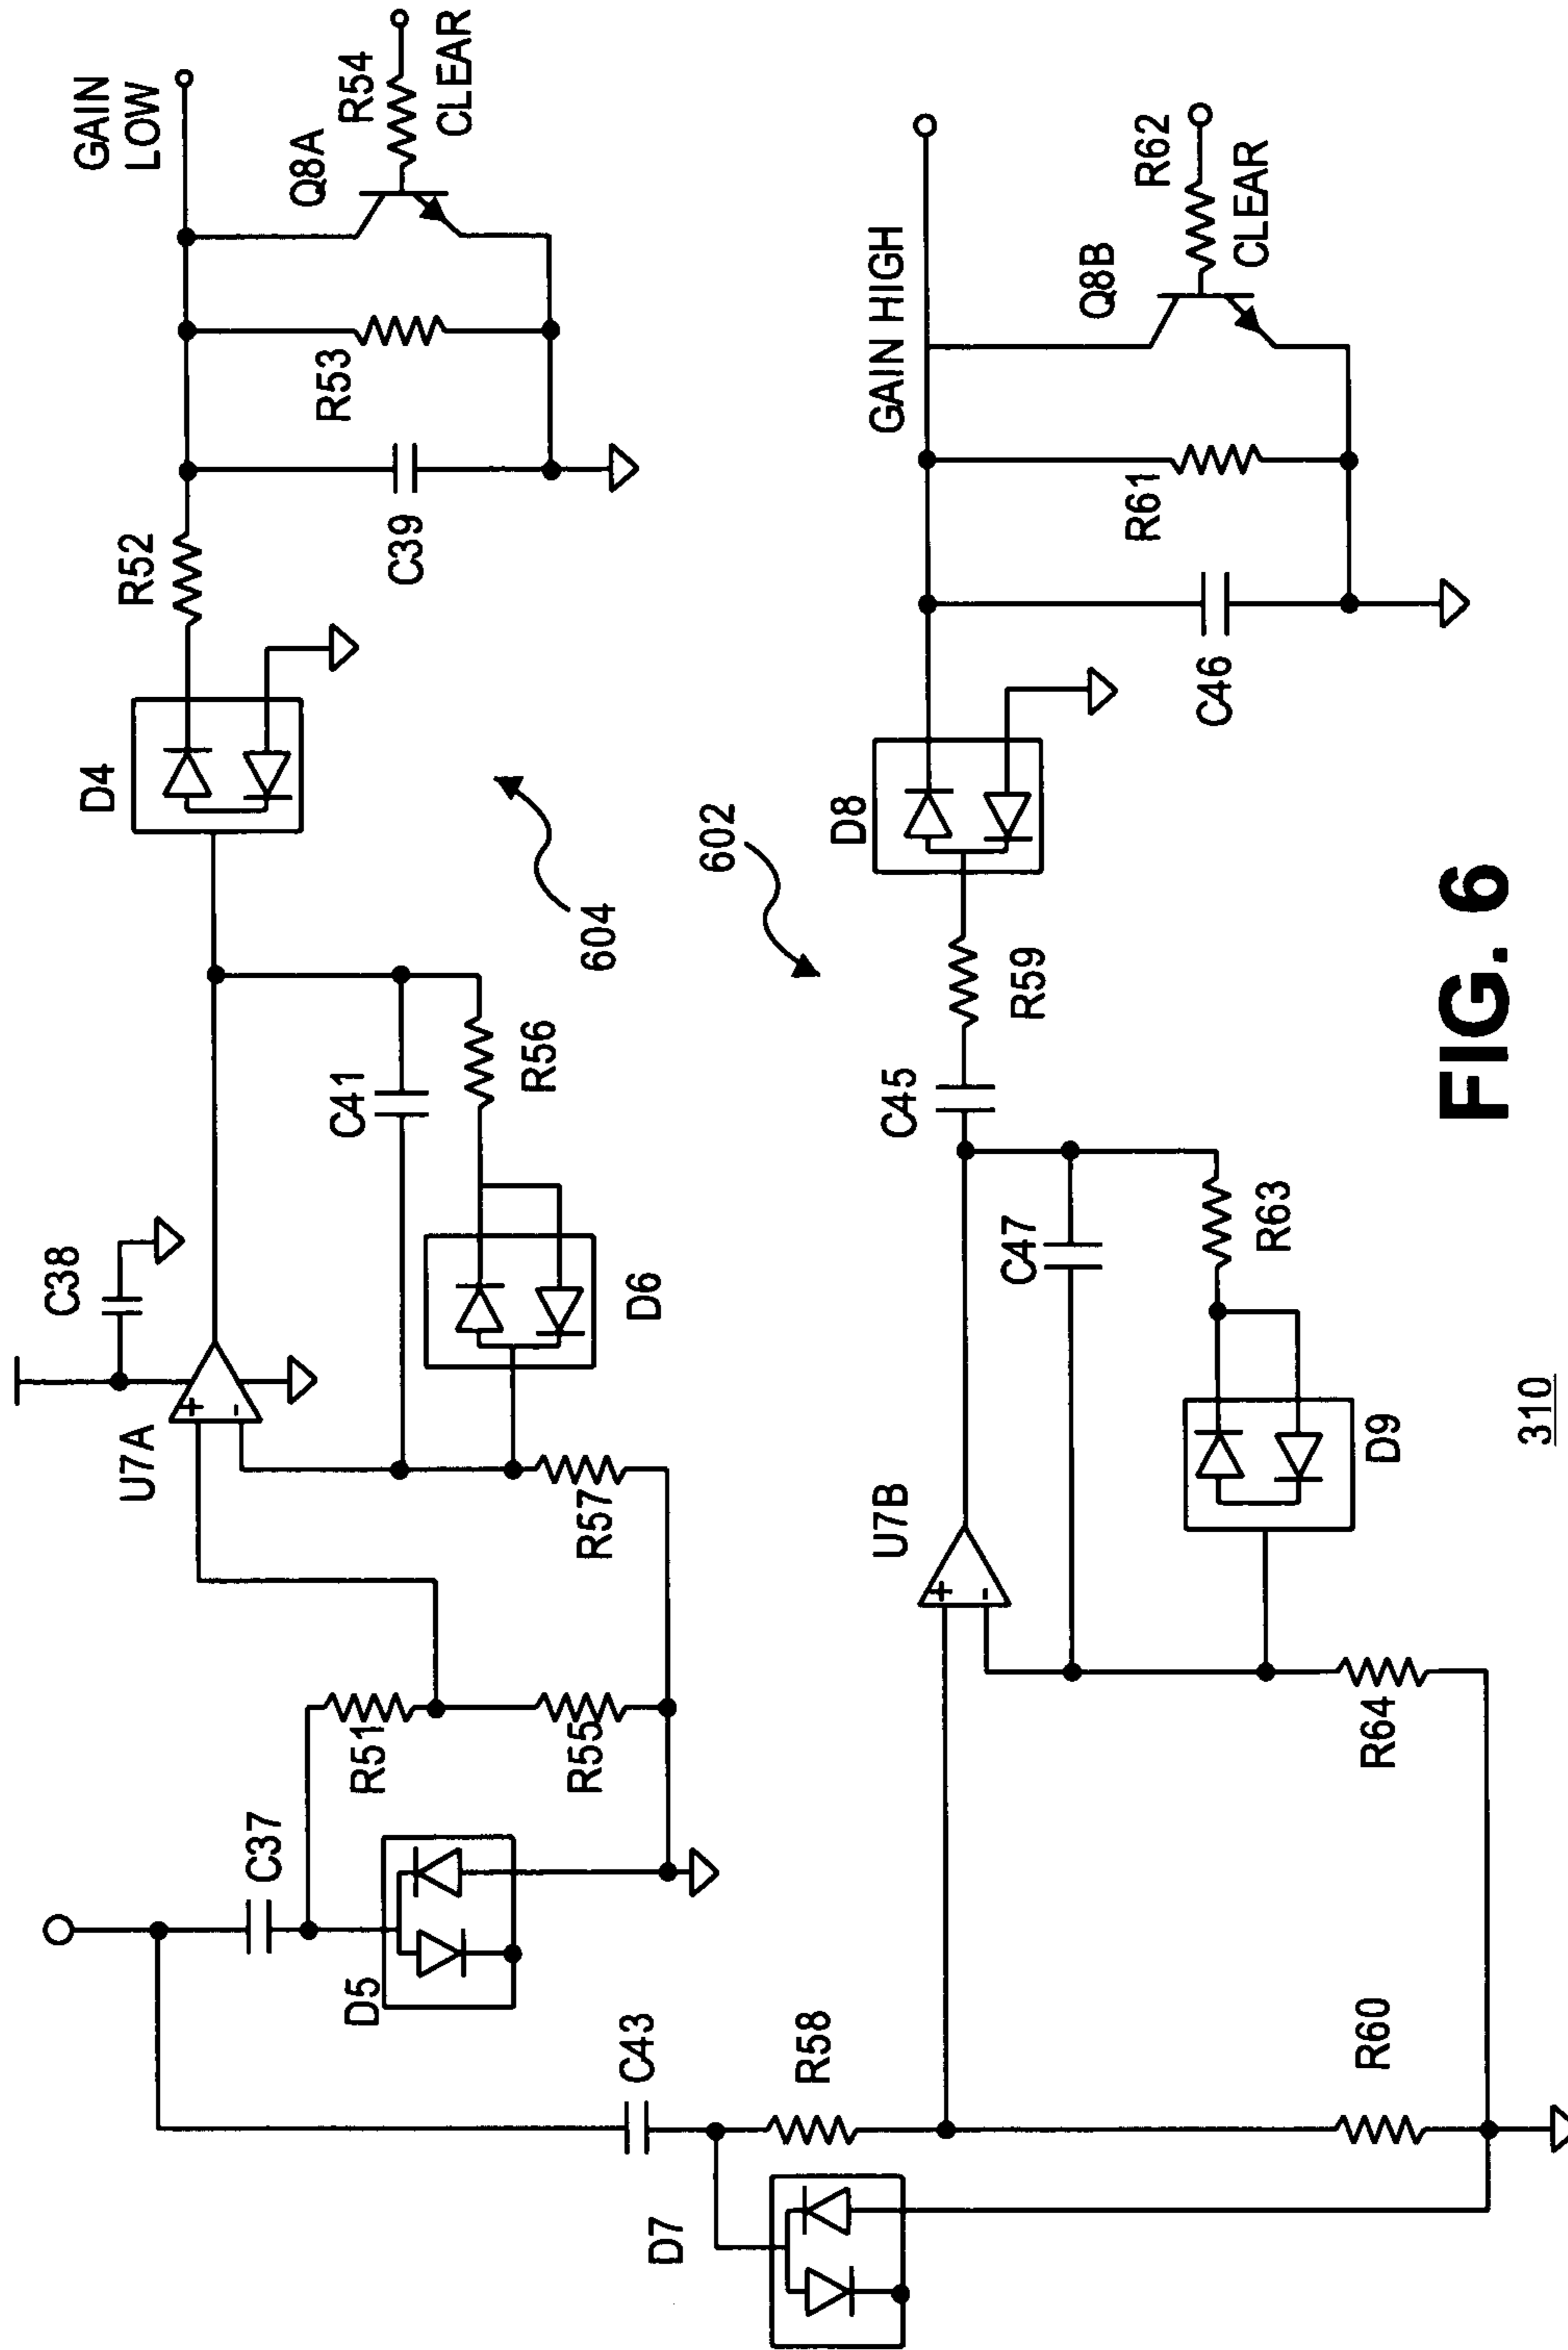 GAIN
LOW
R54
CLEAR
Q8A
R53
R52
C39
D4
604
C38
C41
R56
D6
U7A
+
-
R57
R51
R55
C37
D5
GAIN HIGH
R62
CLEAR
Q8B
R61
C46
D8
602
R59
C45
C47
R63
D9
U7B
+
-
R64
C43
R58
R60
D7
310
FIG. 6